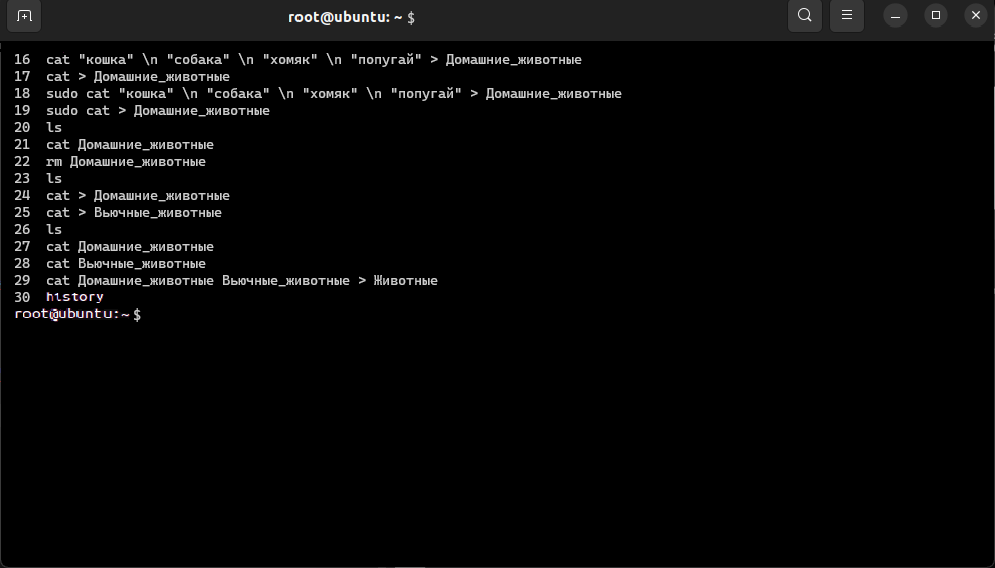 root@ubuntu: ~ $
16 cat "кошка" \n "собака" \n "хомяк" \n "попугай" > Домашние_животные
17 cat > Домашние_животные
18 sudo cat "кошка" \n "собака" \n "хомяк" \n "попугай" > Домашние_животные
19 sudo cat > Домашние_животные
20 ls
21 cat Домашние_животные
22 rm Домашние_животные
23 ls
24 cat > Домашние_животные
25 cat > Вьючные_животные
26 ls
27 cat Домашние_животные
28 cat Вьючные_животные
29 cat Домашние_животные Вьючные_животные > Животные
30 history
root@ubuntu:~ $